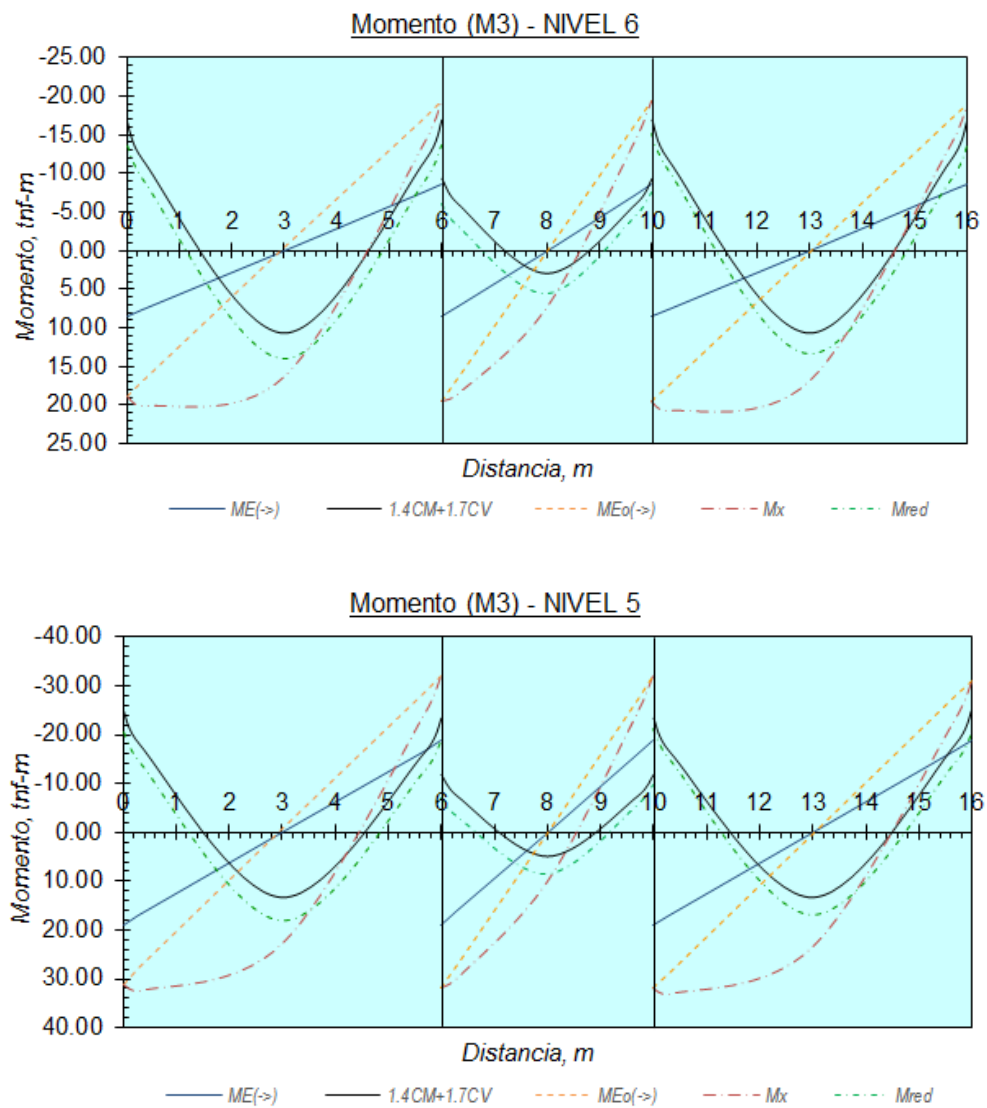 Momento (M3) - NIVEL 6
-25.00
-20.00
-15.00
-10.00
-5.00
0.00
5.00
10.00
15.00
20.00
25.00
Momento, tnf-m
0 1 2 3 4 5 6 7 8 9 10 11 12 13 14 15 16
Distancia, m
ME(->) 1.4CM+1.7CV MEo(->) Mx Mred
Momento (M3) - NIVEL 5
-40.00
-30.00
-20.00
-10.00
0.00
10.00
20.00
30.00
40.00
Momento, tnf-m
0 1 2 3 4 5 6 7 8 9 10 11 12 13 14 15 16
Distancia, m
ME(->) 1.4CM+1.7CV MEo(->) Mx Mred